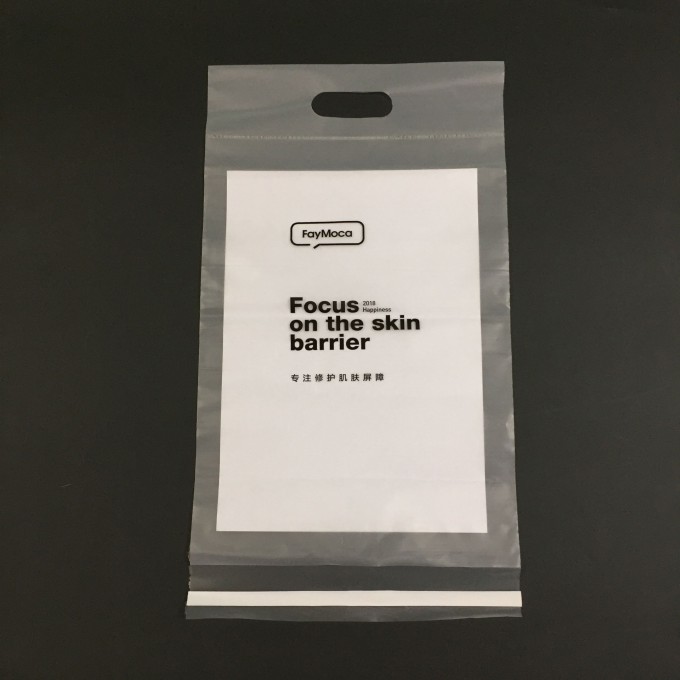 FayMoca
Focus 2018 Happiness
on the skin
barrier
专注修护肌肤屏障